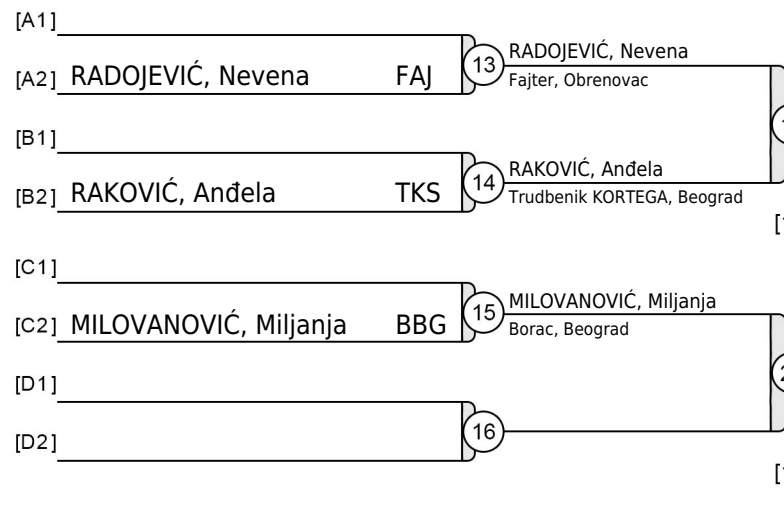 [A1]
[A2] RADOJEVIĆ, Nevena FAJ
13
RADOJEVIĆ, Nevena
Fajter, Obrenovac
[B1]
[B2] RAKOVIĆ, Anđela TKS
14
RAKOVIĆ, Anđela
Trudbenik KORTEGA, Beograd
[C1]
[C2] MILOVANOVIĆ, Miljanja BBG
15
MILOVANOVIĆ, Miljanja
Borac, Beograd
[D1]
[D2]
16